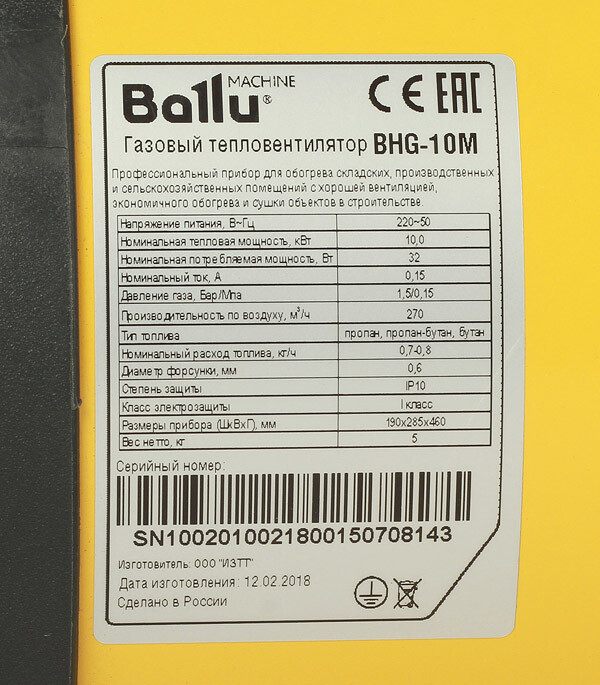 Ballu MACHINE ® CE EAC
Газовый тепловентилятор BHG-10M
Профессиональный прибор для обогрева складских, производственных
и сельскохозяйственных помещений с хорошей вентиляцией,
экономичного обогрева и сушки объектов в строительстве.
Напряжение питания, В~Гц 220~50
Номинальная тепловая мощность, кВт 10,0
Номинальная потребляемая мощность, Вт 32
Номинальный ток, А 0,15
Давление газа, Бар/Мпа 1,5/0,15
Производительность по воздуху, м³/ч 270
Тип топлива пропан, пропан-бутан, бутан
Номинальный расход топлива, кг/ч 0,7-0,8
Диаметр форсунки, мм 0,6
Степень защиты IP10
Класс электрозащиты I класс
Размеры прибора (ШхВхГ), мм 190x285x460
Вес нетто, кг 5
Серийный номер:
SN10020100218001507081​43
Изготовитель: ООО "ИЗТТ"
Дата изготовления: 12.02.2018
Сделано в России